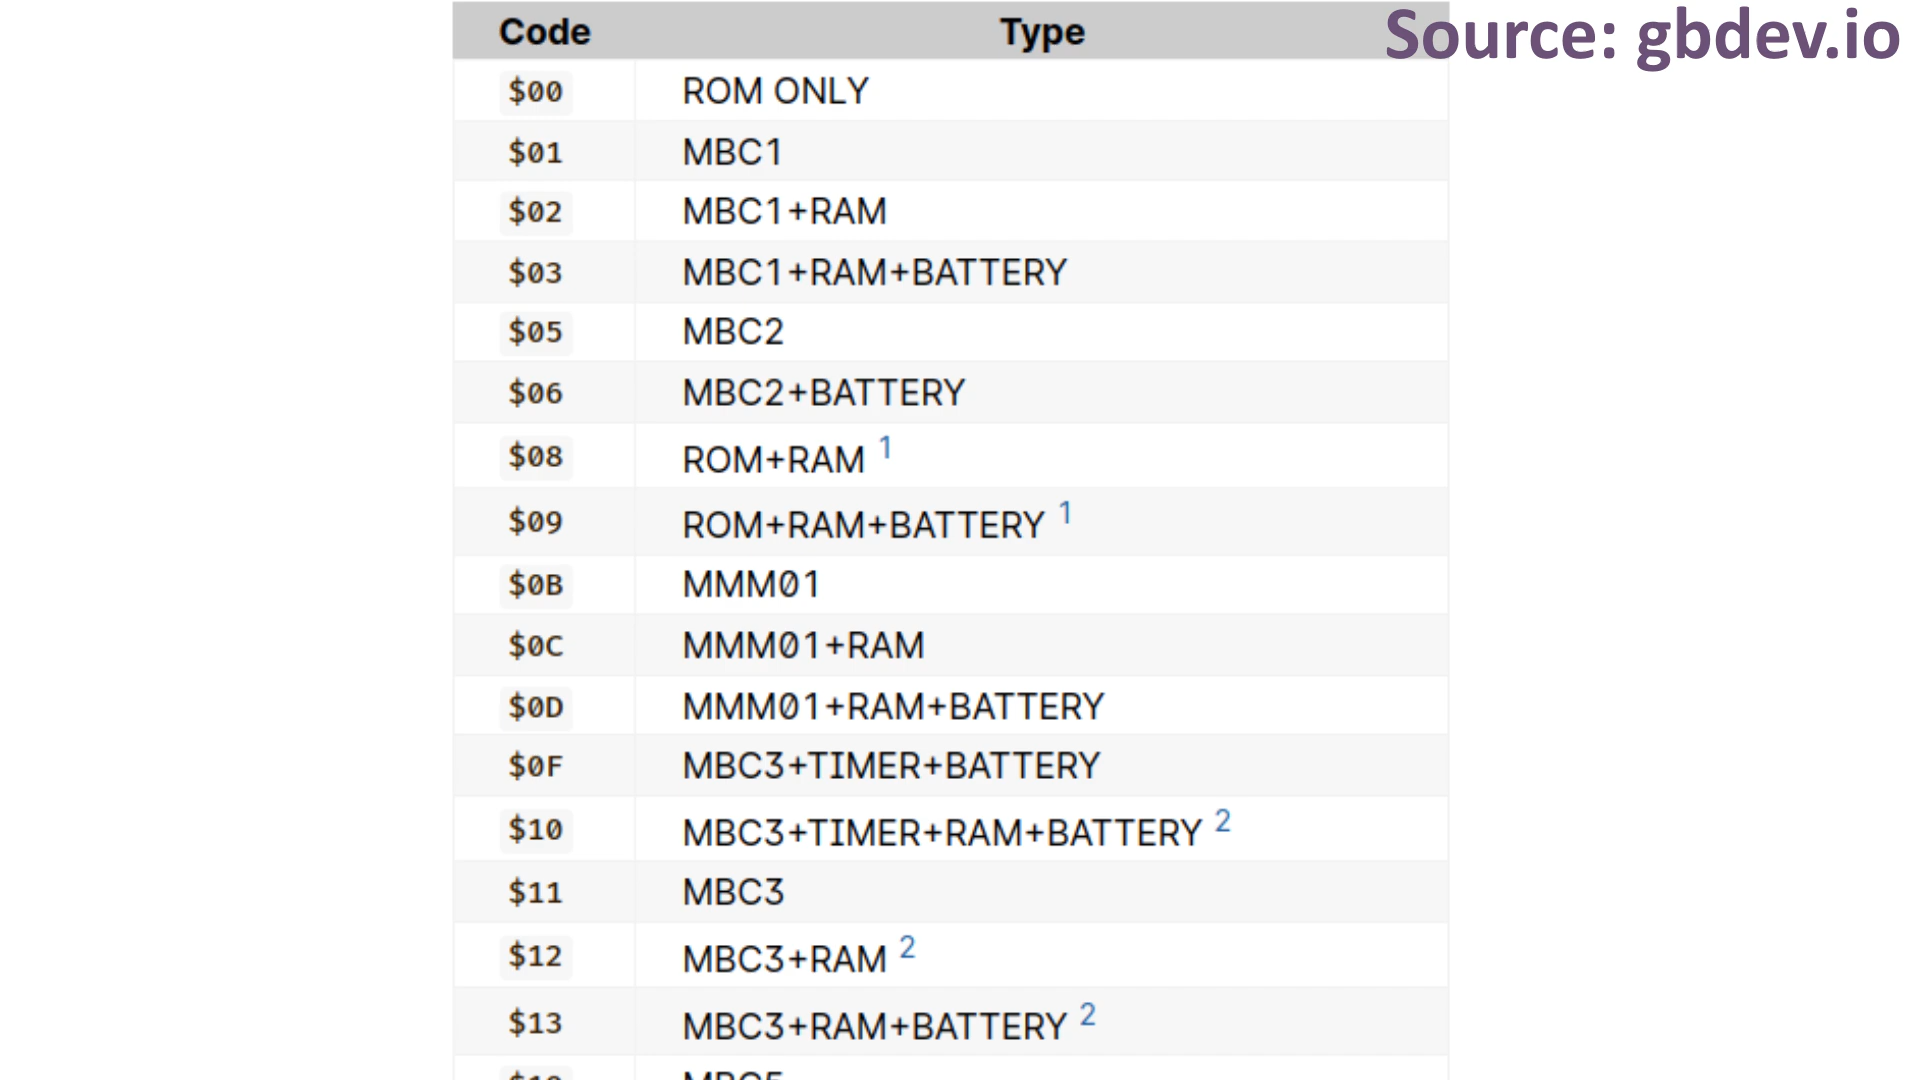 Source: gbdev.io
Code Type
$00 ROM ONLY
$01 MBC1
$02 MBC1+RAM
$03 MBC1+RAM+BATTERY
$05 MBC2
$06 MBC2+BATTERY
$08 ROM+RAM 1
$09 ROM+RAM+BATTERY 1
$0B MMM01
$0C MMM01+RAM
$0D MMM01+RAM+BATTERY
$0F MBC3+TIMER+BATTERY
$10 MBC3+TIMER+RAM+BATTERY 2
$11 MBC3
$12 MBC3+RAM 2
$13 MBC3+RAM+BATTERY 2